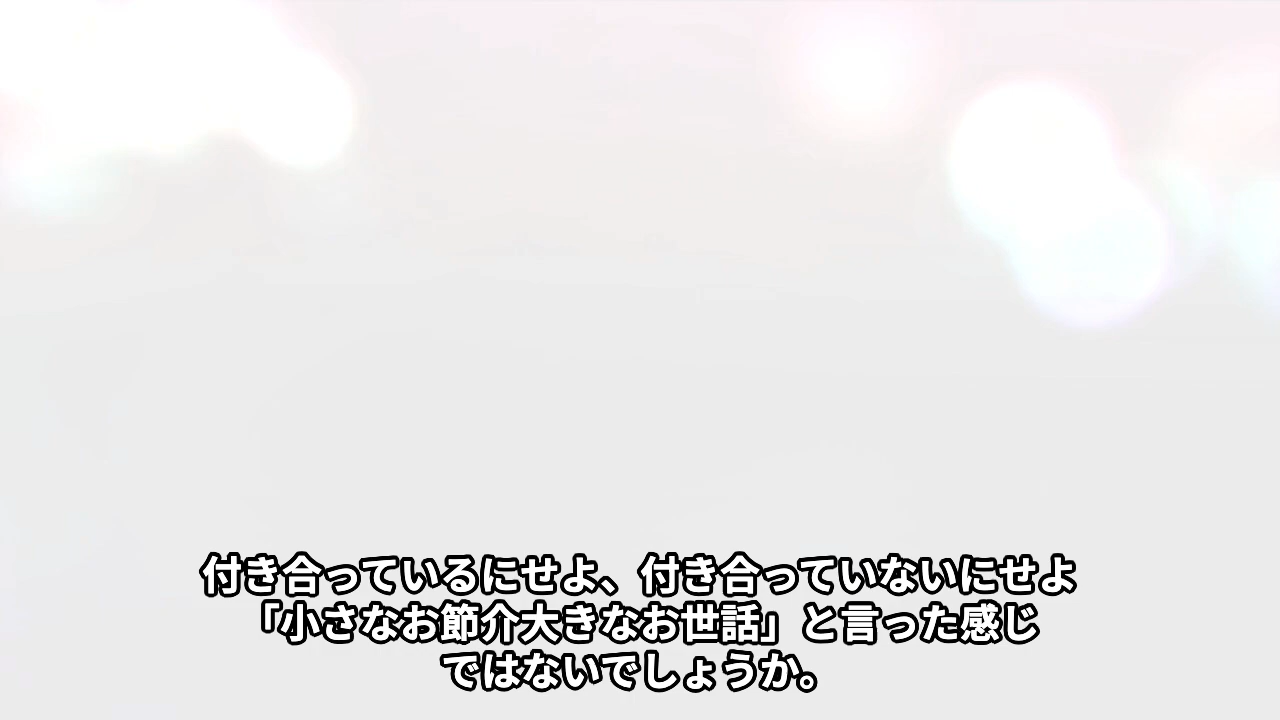 付き合っているにせよ、付き合っていないにせよ
「小さなお節介大きなお世話」と言った感じ
ではないでしょうか。